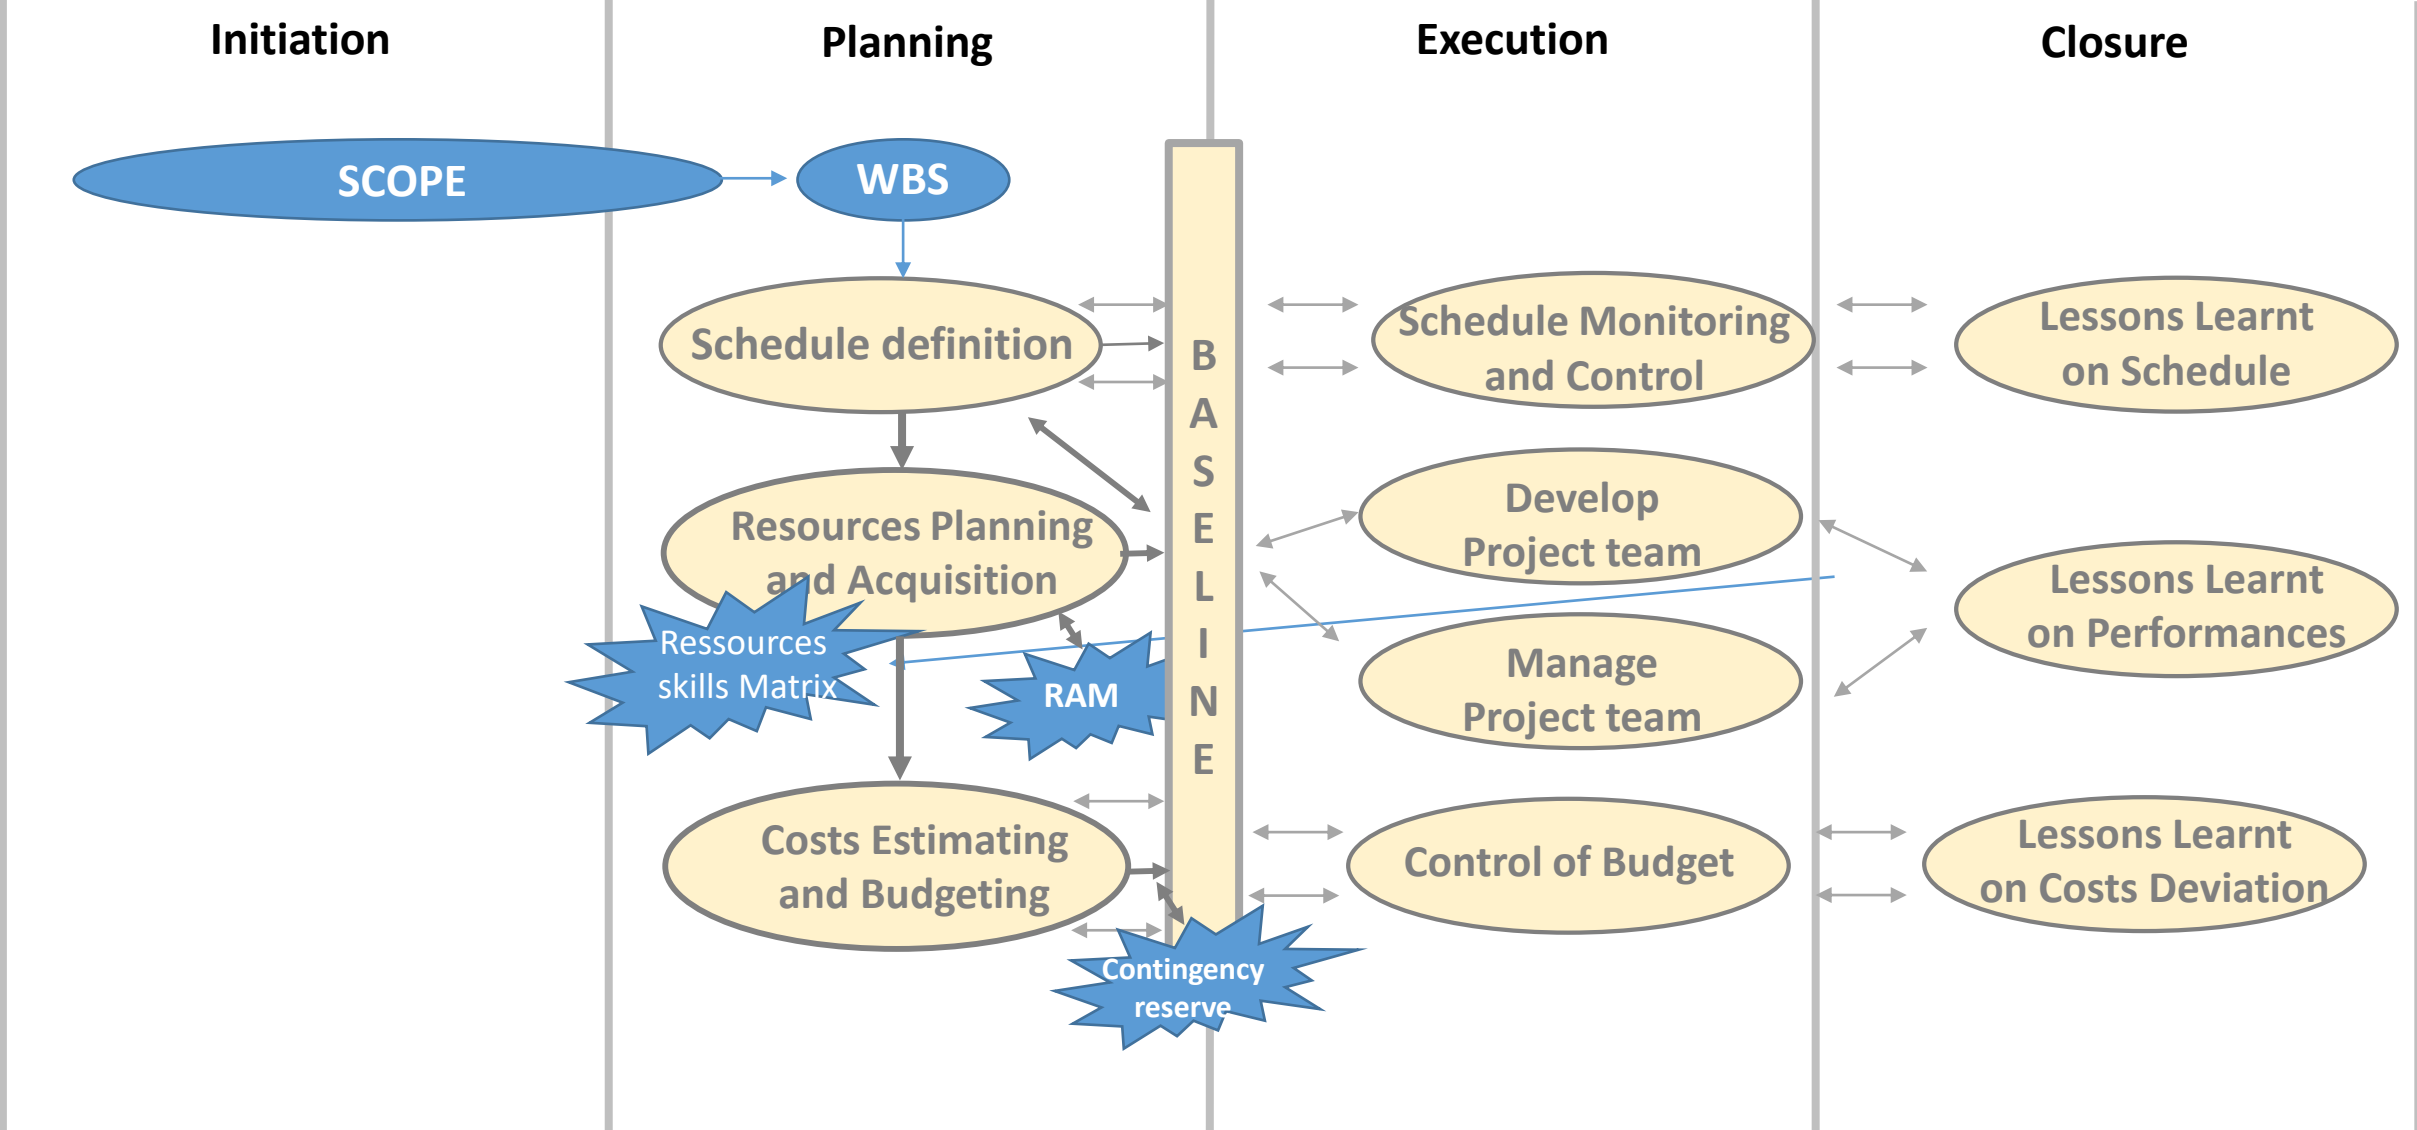 Initiation
Planning
Execution
Closure
SCOPE
WBS
Schedule definition
Resources Planning
and Acquisition
Ressources
skills Matrix
RAM
Costs Estimating
and Budgeting
Contingency
reserve
B
A
S
E
L
I
N
E
Schedule Monitoring
and Control
Develop
Project team
Manage
Project team
Control of Budget
Lessons Learnt
on Schedule
Lessons Learnt
on Performances
Lessons Learnt
on Costs Deviation